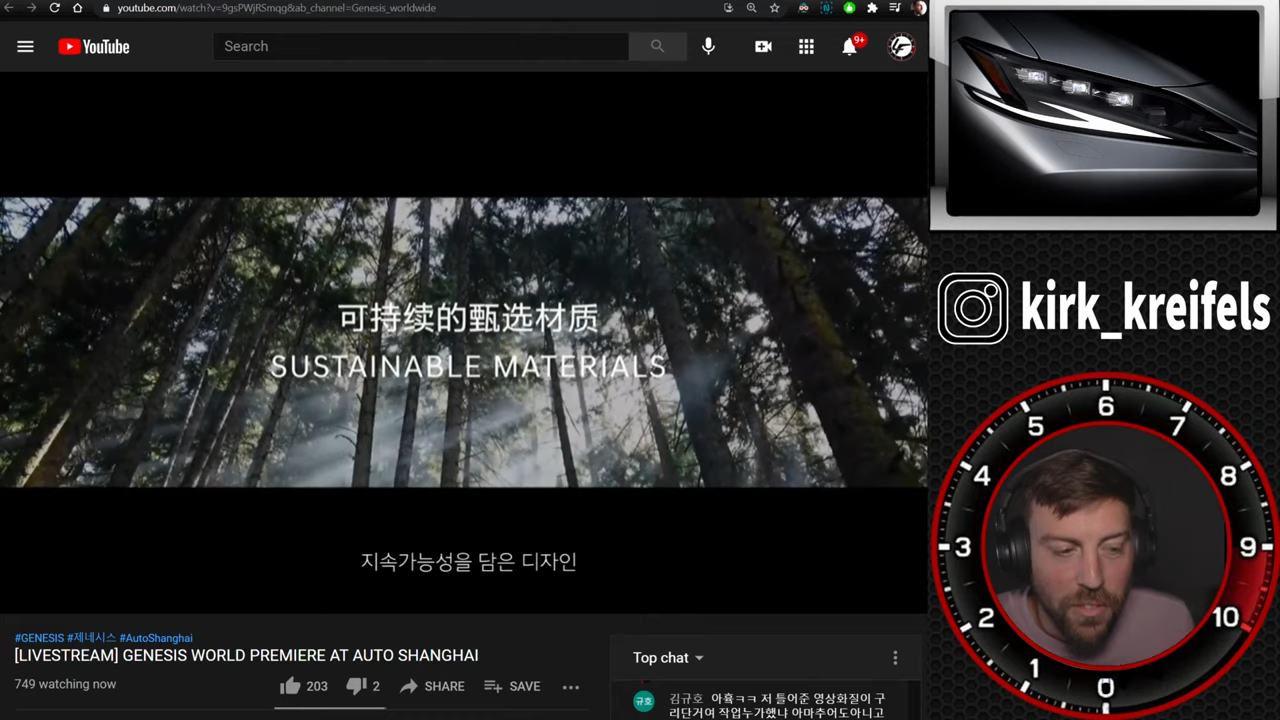 youtube.com/watch?v=9gsPWjRSmqg&ab_channel=Genesis_worldwide
YouTube
Search
9+
可持续的甄选材质
SUSTAINABLE MATERIALS
지속가능성을 담은 디자인
#GENESIS #제네시스 #AutoShanghai
[LIVESTREAM] GENESIS WORLD PREMIERE AT AUTO SHANGHAI
749 watching now
203
2
SHARE
SAVE
Top chat
규호
김규호 아휵ㅋㅋ 저 틀어준 영상화질이 구
리단거여 작업누가했냐 아마추어도아니고
kirk_kreifels
0
1
2
3
4
5
6
7
8
9
10